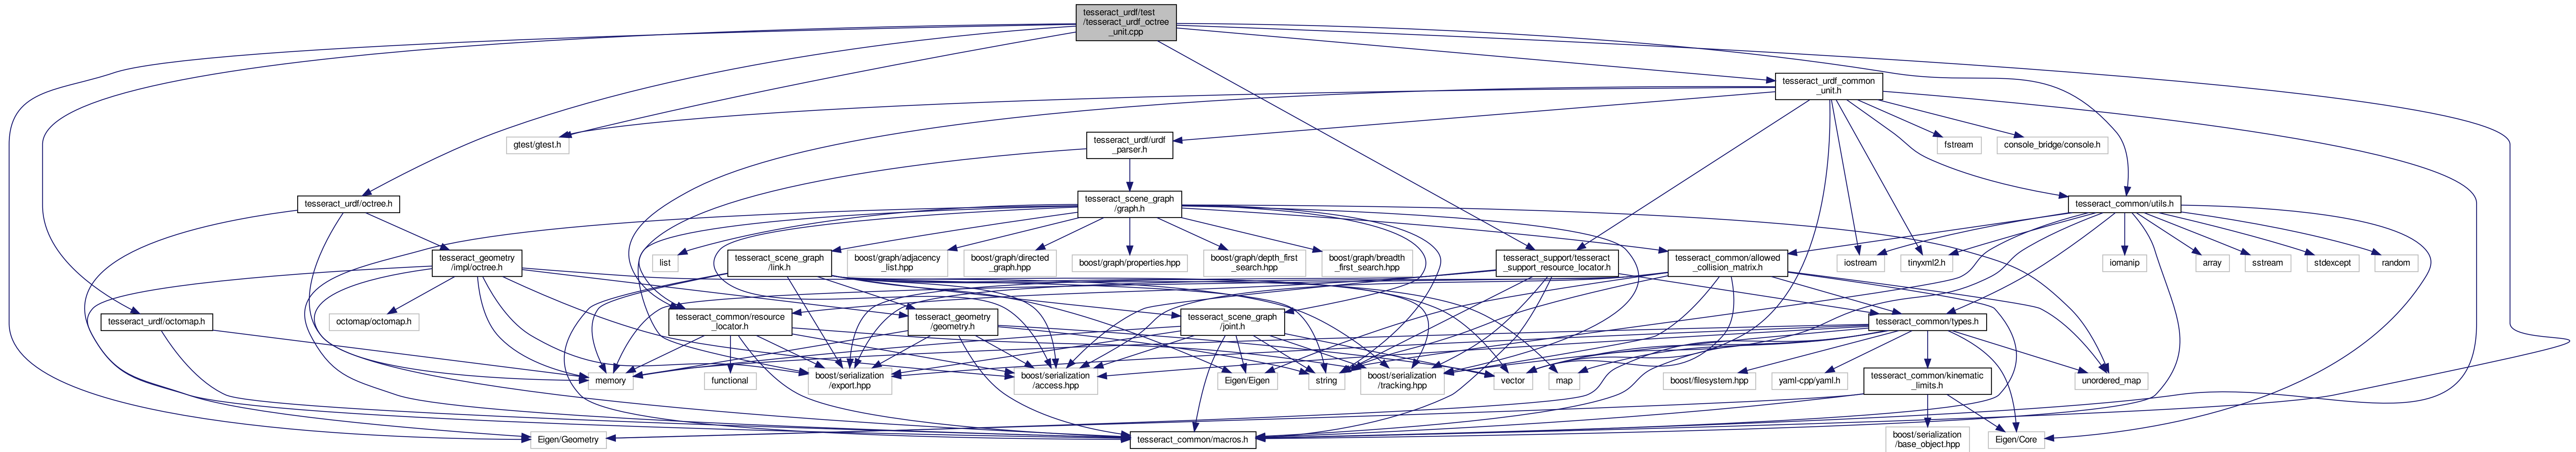 tesseract_urdf/test
/tesseract_urdf_octree
_unit.cpp
tesseract_urdf_common
_unit.h
gtest/gtest.h
tesseract_urdf/urdf
_parser.h
fstream
console_bridge/console.h
tesseract_urdf/octree.h
tesseract_scene_graph
/graph.h
tesseract_common/utils.h
tesseract_geometry
/impl/octree.h
list
tesseract_scene_graph
/link.h
boost/graph/adjacency
_list.hpp
boost/graph/directed
_graph.hpp
boost/graph/properties.hpp
boost/graph/depth_first
_search.hpp
boost/graph/breadth
_first_search.hpp
tesseract_support/tesseract
_support_resource_locator.h
tesseract_common/allowed
_collision_matrix.h
iostream
tinyxml2.h
iomanip
array
sstream
stdexcept
random
tesseract_urdf/octomap.h
octomap/octomap.h
tesseract_common/resource
_locator.h
tesseract_geometry
/geometry.h
tesseract_scene_graph
/joint.h
tesseract_common/types.h
memory
functional
boost/serialization
/export.hpp
boost/serialization
/access.hpp
Eigen/Eigen
string
boost/serialization
/tracking.hpp
vector
map
boost/filesystem.hpp
yaml-cpp/yaml.h
tesseract_common/kinematic
_limits.h
unordered_map
Eigen/Geometry
tesseract_common/macros.h
boost/serialization
/base_object.hpp
Eigen/Core